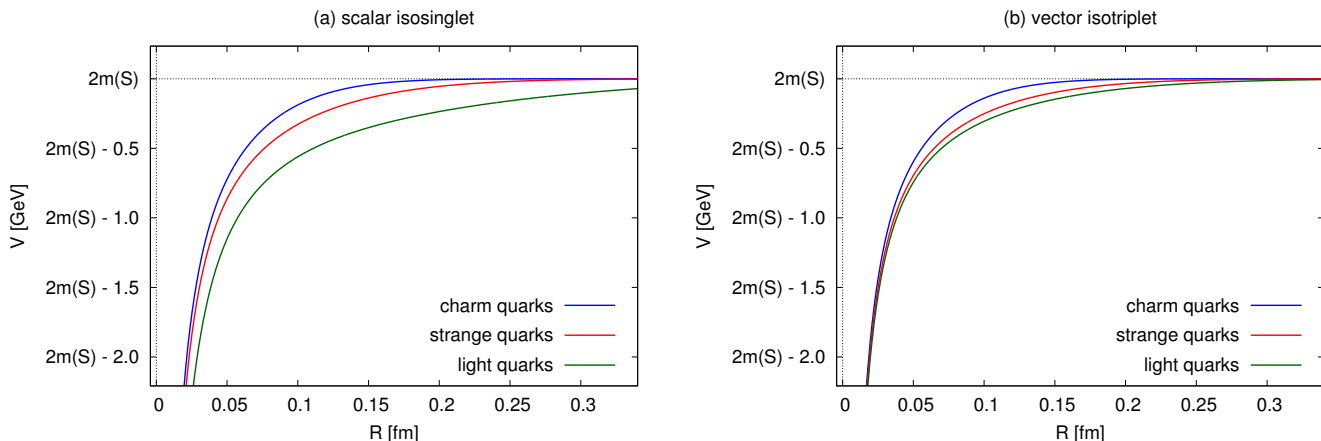 (a) scalar isosinglet
2m(S)
2m(S) - 0.5
2m(S) - 1.0
2m(S) - 1.5
2m(S) - 2.0
V [GeV]
charm quarks
strange quarks
light quarks
0 0.05 0.1 0.15 0.2 0.25 0.3
R [fm]
(b) vector isotriplet
2m(S)
2m(S) - 0.5
2m(S) - 1.0
2m(S) - 1.5
2m(S) - 2.0
V [GeV]
charm quarks
strange quarks
light quarks
0 0.05 0.1 0.15 0.2 0.25 0.3
R [fm]